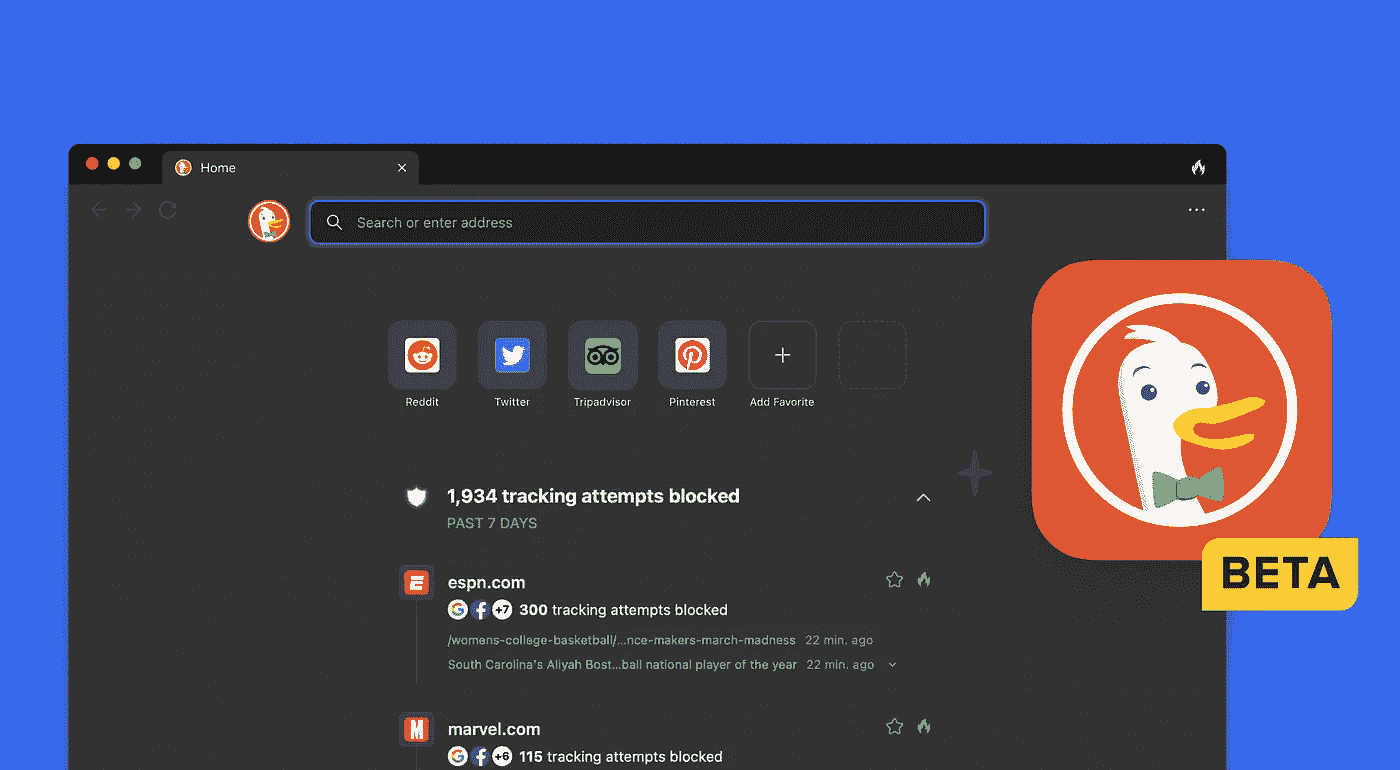 Home
Search or enter address
Reddit
Twitter
Tripadvisor
Pinterest
Add Favorite
1,934 tracking attempts blocked
PAST 7 DAYS
espn.com
+7 300 tracking attempts blocked
/womens-college-basketball/...nce-makers-march-madness 22 min. ago
South Carolina's Aliyah Bost...ball national player of the year 22 min. ago
marvel.com
+6 115 tracking attempts blocked
BETA